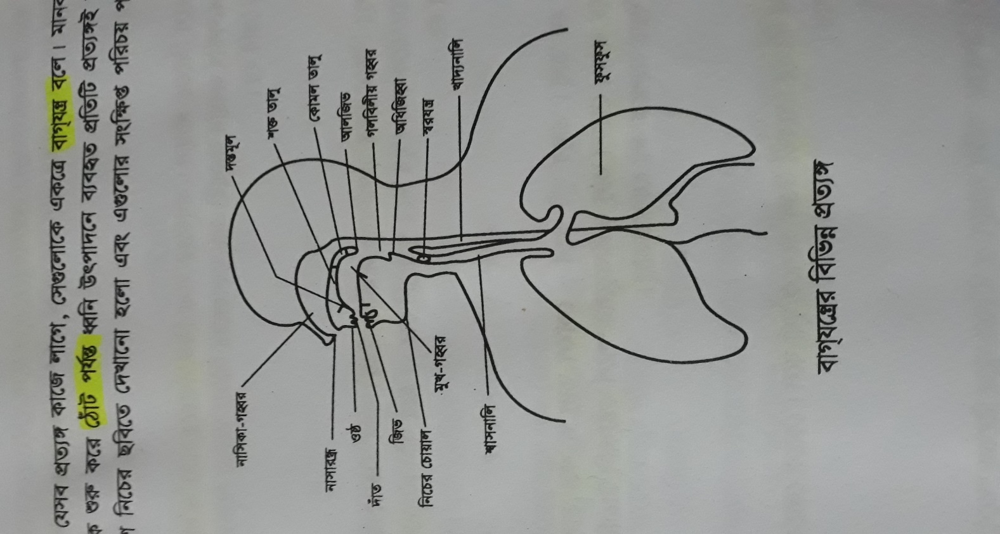 যেসব প্রত্যঙ্গ কাজে লাগে, সেগুলোকে একত্রে বাগ্‌যন্ত্র বলে। মানব
ক শুরু করে ঠোঁট পর্যন্ত ধ্বনি উৎপাদনে ব্যবহৃত প্রতিটি প্রত্যঙ্গই
নিচের ছবিতে দেখানো হলো এবং এগুলোর সংক্ষিপ্ত পরিচয়
দন্তমূল
শক্ত তালু
কোমল তালু
আলজিভ
গলবিলীয় গহ্বর
অধিজিহ্বা
স্বরযন্ত্র
খাদ্যনালি
ফুসফুস
নাসিকা-গহ্বর
নাসারন্ধ্র
ওষ্ঠ
দাঁত
জিভ
নিচের চোয়াল
মুখ-গহ্বর
শ্বাসনালি
বাগ্‌যন্ত্রের বিভিন্ন প্রত্যঙ্গ